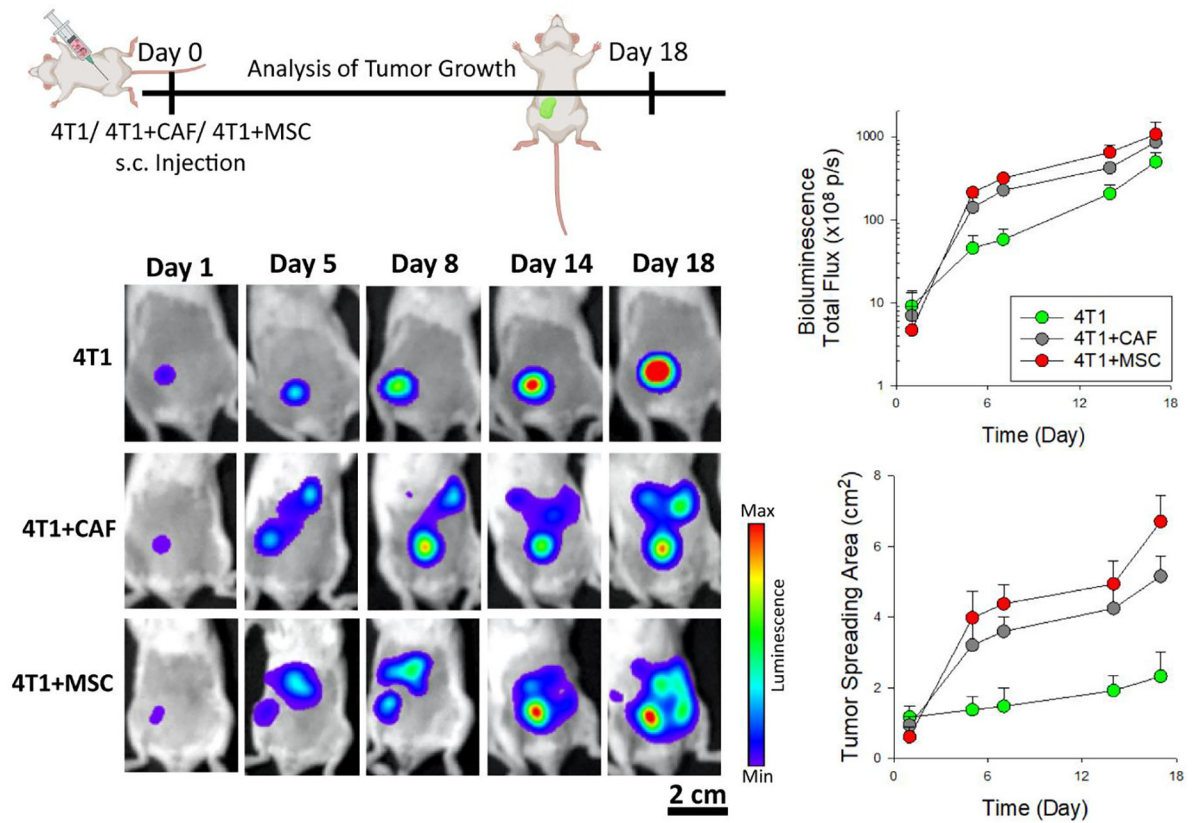 Day 0
Analysis of Tumor Growth
Day 18
4T1/ 4T1+CAF/ 4T1+MSC
s.c. Injection
Day 1
Day 5
Day 8
Day 14
Day 18
4T1
4T1+CAF
4T1+MSC
Max
Luminescence
Min
2 cm
Bioluminescence
Total Flux (x10⁸ p/s)
1000
100
10
1
4T1
4T1+CAF
4T1+MSC
0
6
12
18
Time (Day)
Tumor Spreading Area (cm²)
8
6
4
2
0
0
6
12
18
Time (Day)